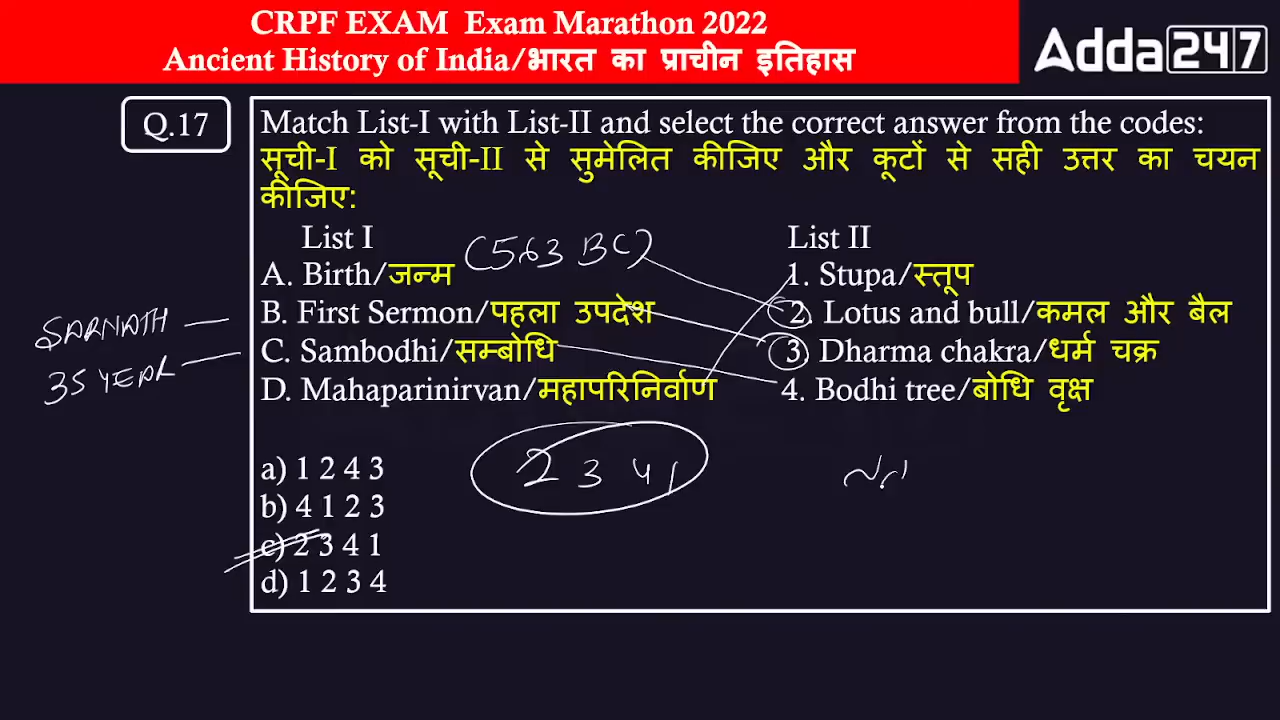 CRPF EXAM Exam Marathon 2022
Ancient History of India/भारत का प्राचीन इतिहास
Adda247
Q.17
Match List-I with List-II and select the correct answer from the codes:
सूची-I को सूची-II से सुमेलित कीजिए और कूटों से सही उत्तर का चयन
कीजिए:
List I
(563 BC)
List II
A. Birth/जन्म
1. Stupa/स्तूप
SARNATH
B. First Sermon/पहला उपदेश
2. Lotus and bull/कमल और बैल
35 YEAR
C. Sambodhi/सम्बोधि
3. Dharma chakra/धर्म चक्र
D. Mahaparinirvan/महापरिनिर्वाण
4. Bodhi tree/बोधि वृक्ष
a) 1 2 4 3
2 3 4 1
b) 4 1 2 3
c) 2 3 4 1
d) 1 2 3 4